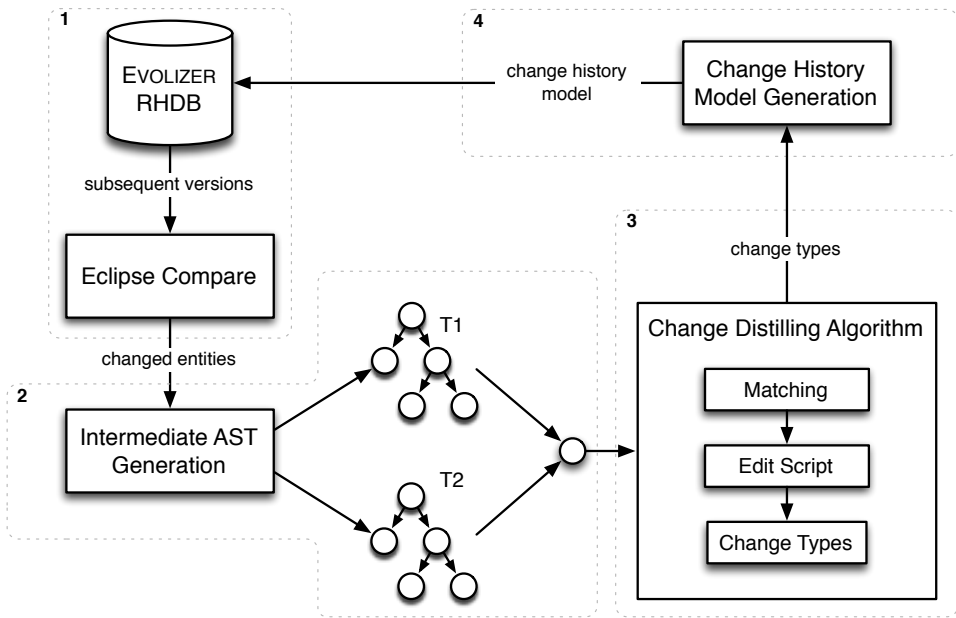 1
EVOLIZER
RHDB
subsequent versions
Eclipse Compare
changed entities
2
Intermediate AST
Generation
T1
T2
3
change types
Change Distilling Algorithm
Matching
Edit Script
Change Types
4
change history
model
Change History
Model Generation